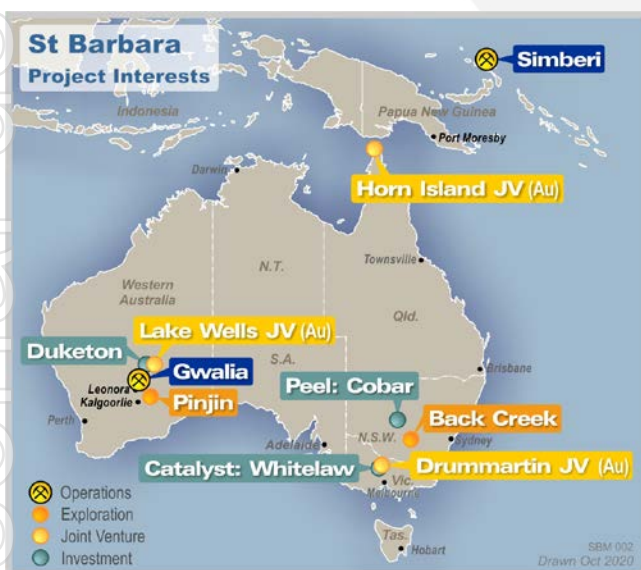 St Barbara
Project Interests
Simberi
Indonesia
Papua New Guinea
Port Moresby
Darwin
Horn Island JV (Au)
N.T.
Townsville
Western
Australia
Qld.
Lake Wells JV (Au)
Duketon
S.A.
Gwalia
Peel: Cobar
Brisbane
Leonora
Kalgoorlie
Pinjin
Back Creek
Perth
N.S.W.
Sydney
Adelaide
Catalyst: Whitelaw
Drummartin JV (Au)
Vic.
Melbourne
Operations
Exploration
Joint Venture
Investment
Tas.
Hobart
SBM 002
Drawn Oct 2020